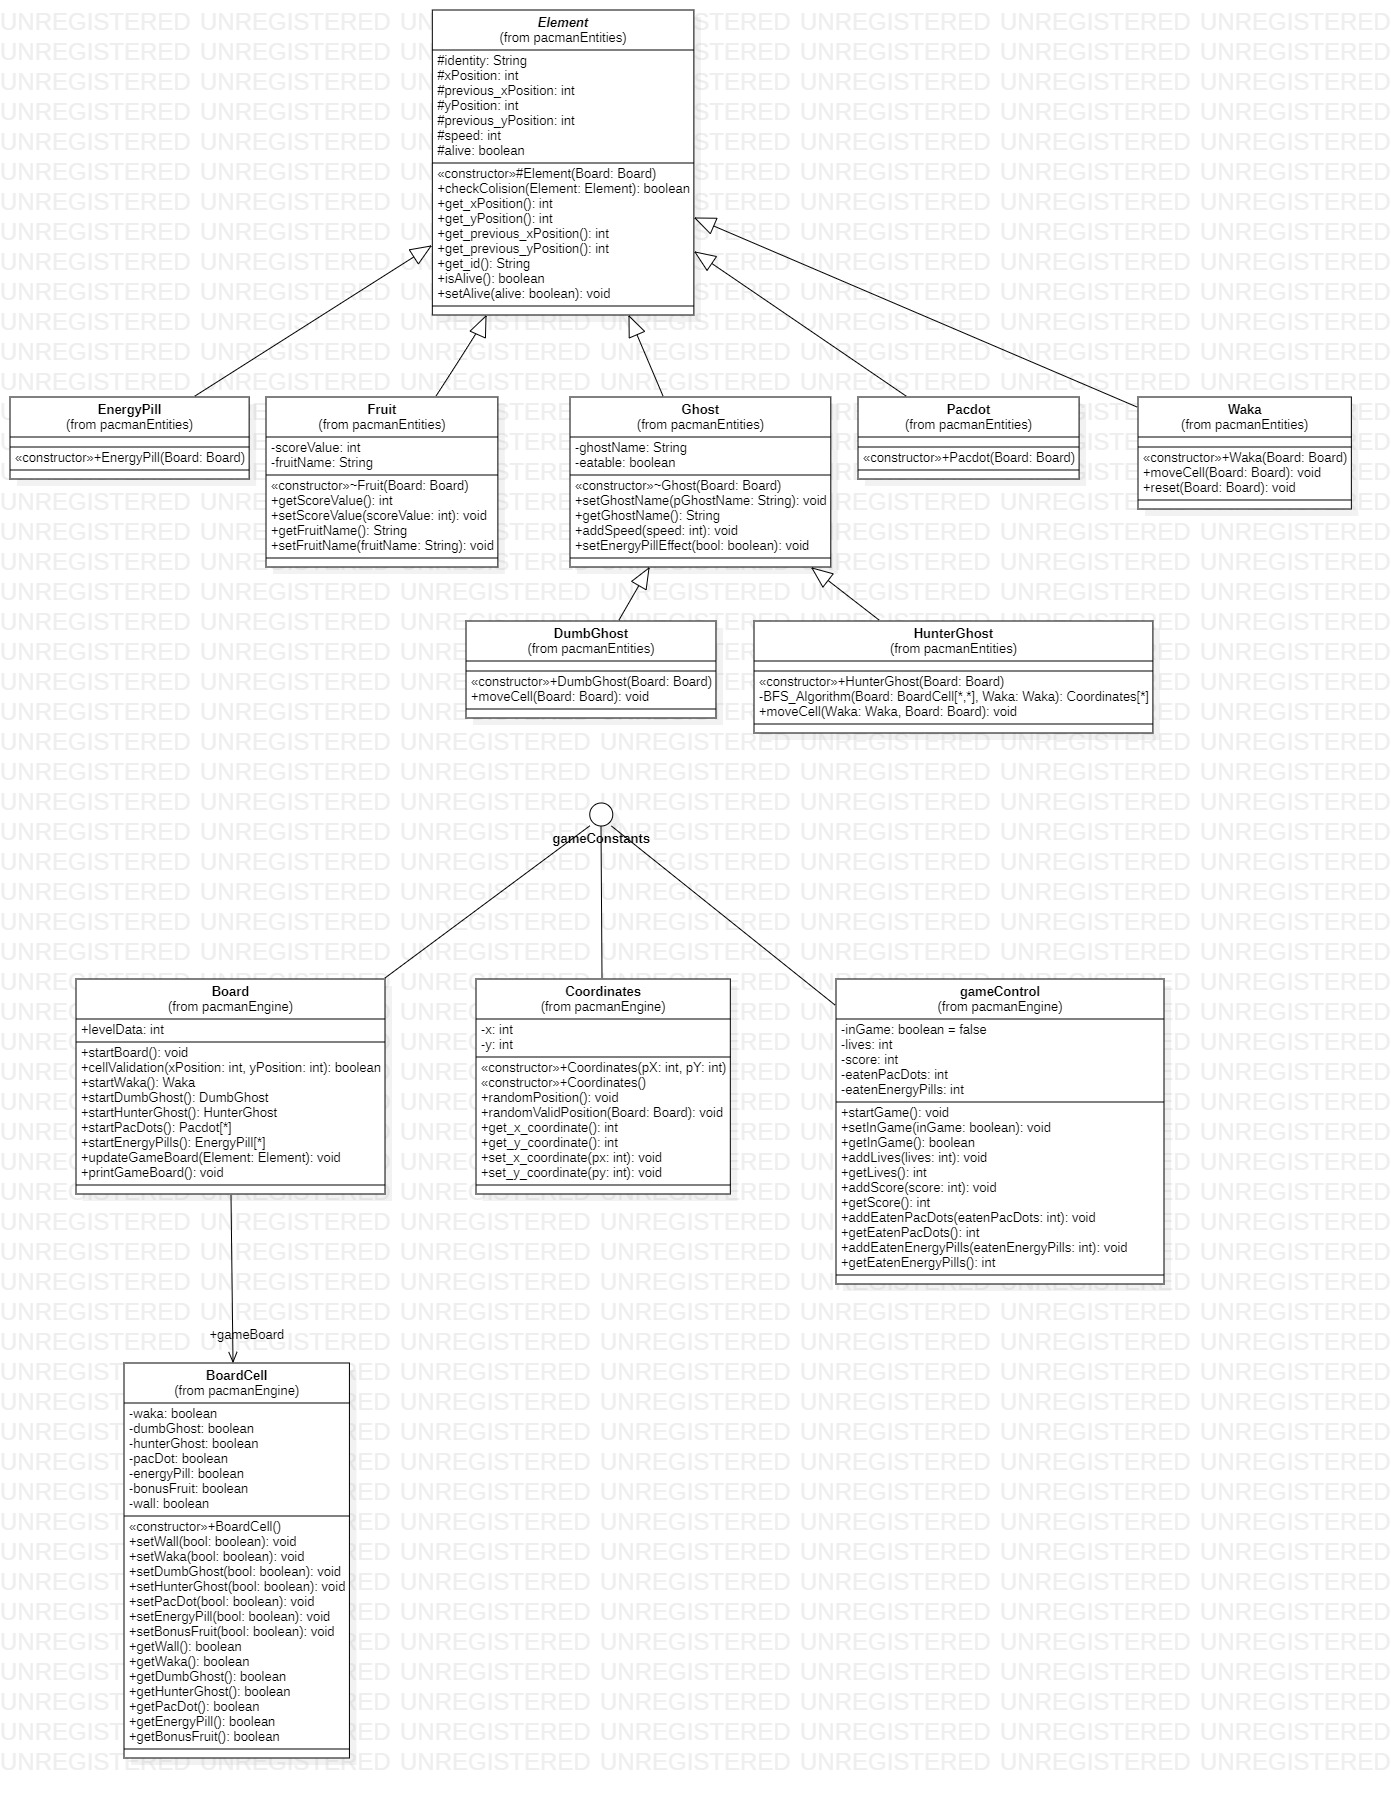 Element
(from pacmanEntities)
#identity: String
#xPosition: int
#previous_xPosition: int
#yPosition: int
#previous_yPosition: int
#speed: int
#alive: boolean
«constructor»#Element(Board: Board)
+checkColision(Element: Element): boolean
+get_xPosition(): int
+get_yPosition(): int
+get_previous_xPosition(): int
+get_previous_yPosition(): int
+get_id(): String
+isAlive(): boolean
+setAlive(alive: boolean): void
EnergyPill
(from pacmanEntities)
«constructor»+EnergyPill(Board: Board)
Fruit
(from pacmanEntities)
-scoreValue: int
-fruitName: String
«constructor»~Fruit(Board: Board)
+getScoreValue(): int
+setScoreValue(scoreValue: int): void
+getFruitName(): String
+setFruitName(fruitName: String): void
Ghost
(from pacmanEntities)
-ghostName: String
-eatable: boolean
«constructor»~Ghost(Board: Board)
+setGhostName(pGhostName: String): void
+getGhostName(): String
+addSpeed(speed: int): void
+setEnergyPillEffect(bool: boolean): void
Pacdot
(from pacmanEntities)
«constructor»+Pacdot(Board: Board)
Waka
(from pacmanEntities)
«constructor»+Waka(Board: Board)
+moveCell(Board: Board): void
+reset(Board: Board): void
DumbGhost
(from pacmanEntities)
«constructor»+DumbGhost(Board: Board)
+moveCell(Board: Board): void
HunterGhost
(from pacmanEntities)
«constructor»+HunterGhost(Board: Board)
-BFS_Algorithm(Board: BoardCell[*,*], Waka: Waka): Coordinates[*]
+moveCell(Waka: Waka, Board: Board): void
gameConstants
Board
(from pacmanEngine)
+levelData: int
+startBoard(): void
+cellValidation(xPosition: int, yPosition: int): boolean
+startWaka(): Waka
+startDumbGhost(): DumbGhost
+startHunterGhost(): HunterGhost
+startPacDots(): Pacdot[*]
+startEnergyPills(): EnergyPill[*]
+updateGameBoard(Element: Element): void
+printGameBoard(): void
Coordinates
(from pacmanEngine)
-x: int
-y: int
«constructor»+Coordinates(pX: int, pY: int)
«constructor»+Coordinates()
+randomPosition(): void
+randomValidPosition(Board: Board): void
+get_x_coordinate(): int
+get_y_coordinate(): int
+set_x_coordinate(px: int): void
+set_y_coordinate(py: int): void
gameControl
(from pacmanEngine)
-inGame: boolean = false
-lives: int
-score: int
-eatenPacDots: int
-eatenEnergyPills: int
+startGame(): void
+setInGame(inGame: boolean): void
+getInGame(): boolean
+addLives(lives: int): void
+getLives(): int
+addScore(score: int): void
+getScore(): int
+addEatenPacDots(eatenPacDots: int): void
+getEatenPacDots(): int
+addEatenEnergyPills(eatenEnergyPills: int): void
+getEatenEnergyPills(): int
+gameBoard
BoardCell
(from pacmanEngine)
-waka: boolean
-dumbGhost: boolean
-hunterGhost: boolean
-pacDot: boolean
-energyPill: boolean
-bonusFruit: boolean
-wall: boolean
«constructor»+BoardCell()
+setWall(bool: boolean): void
+setWaka(bool: boolean): void
+setDumbGhost(bool: boolean): void
+setHunterGhost(bool: boolean): void
+setPacDot(bool: boolean): void
+setEnergyPill(bool: boolean): void
+setBonusFruit(bool: boolean): void
+getWall(): boolean
+getWaka(): boolean
+getDumbGhost(): boolean
+getHunterGhost(): boolean
+getPacDot(): boolean
+getEnergyPill(): boolean
+getBonusFruit(): boolean
UNREGISTERED